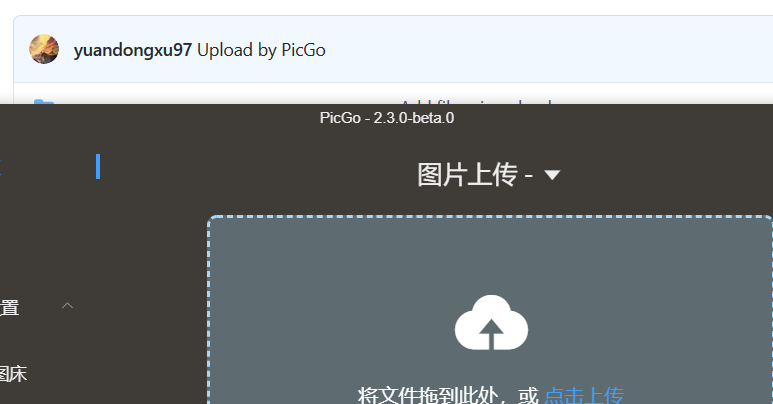 yuandongxu97 Upload by PicGo
PicGo - 2.3.0-beta.0
图片上传 -
置
图床
将文件拖到此处，或 点击上传